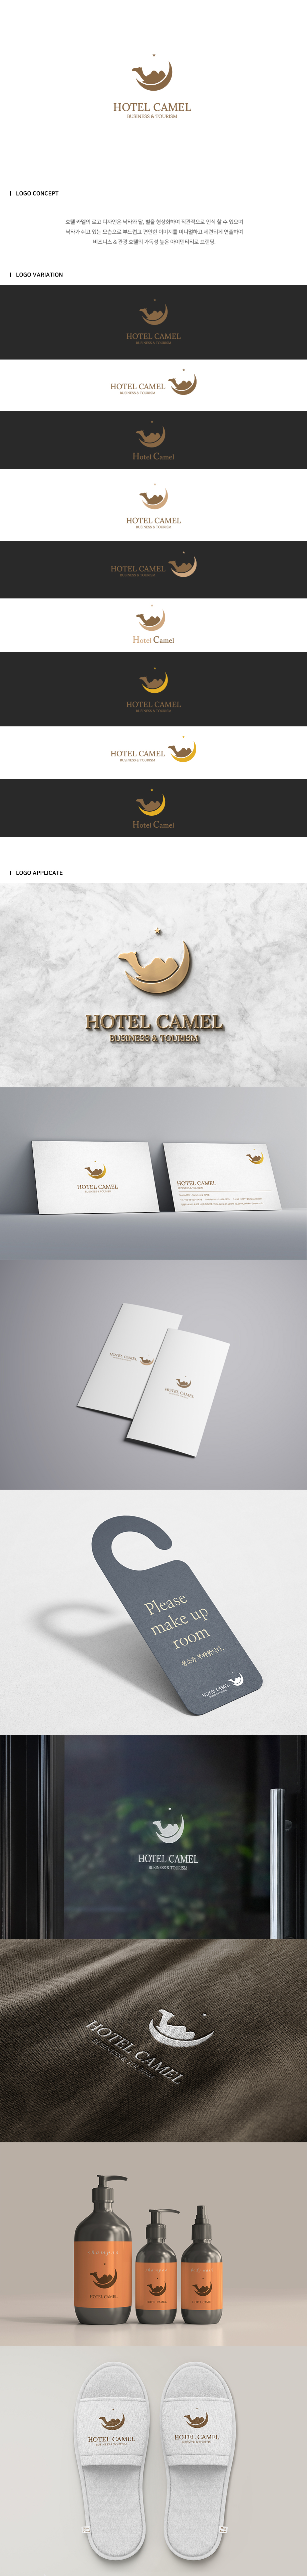 HOTEL CAMEL
BUSINESS & TOURISM
LOGO CONCEPT
호텔 카멜의 로고 디자인은 낙타와 달, 별을 형상화하여 직관적으로 인식 할 수 있으며
낙타가 쉬고 있는 모습으로 부드럽고 편안한 이미지를 미니멀하고 세련되게 연출하여
비즈니스 & 관광 호텔의 가독성 높은 아이덴티티로 브랜딩.
LOGO VARIATION
HOTEL CAMEL
BUSINESS & TOURISM
HOTEL CAMEL
BUSINESS & TOURISM
Hotel Camel
HOTEL CAMEL
BUSINESS & TOURISM
HOTEL CAMEL
BUSINESS & TOURISM
Hotel Camel
HOTEL CAMEL
BUSINESS & TOURISM
HOTEL CAMEL
BUSINESS & TOURISM
Hotel Camel
LOGO APPLICATE
HOTEL CAMEL
BUSINESS & TOURISM
HOTEL CAMEL
BUSINESS & TOURISM
HOTEL CAMEL
BUSINESS & TOURISM
HOTEL CAMEL
HOTEL CAMEL
Please
make up
room
청소를 부탁합니다.
HOTEL CAMEL
HOTEL CAMEL
BUSINESS & TOURISM
HOTEL CAMEL
BUSINESS & TOURISM
HOTEL CAMEL
HOTEL CAMEL
HOTEL CAMEL
HOTEL CAMEL
BUSINESS & TOURISM
HOTEL CAMEL
BUSINESS & TOURISM